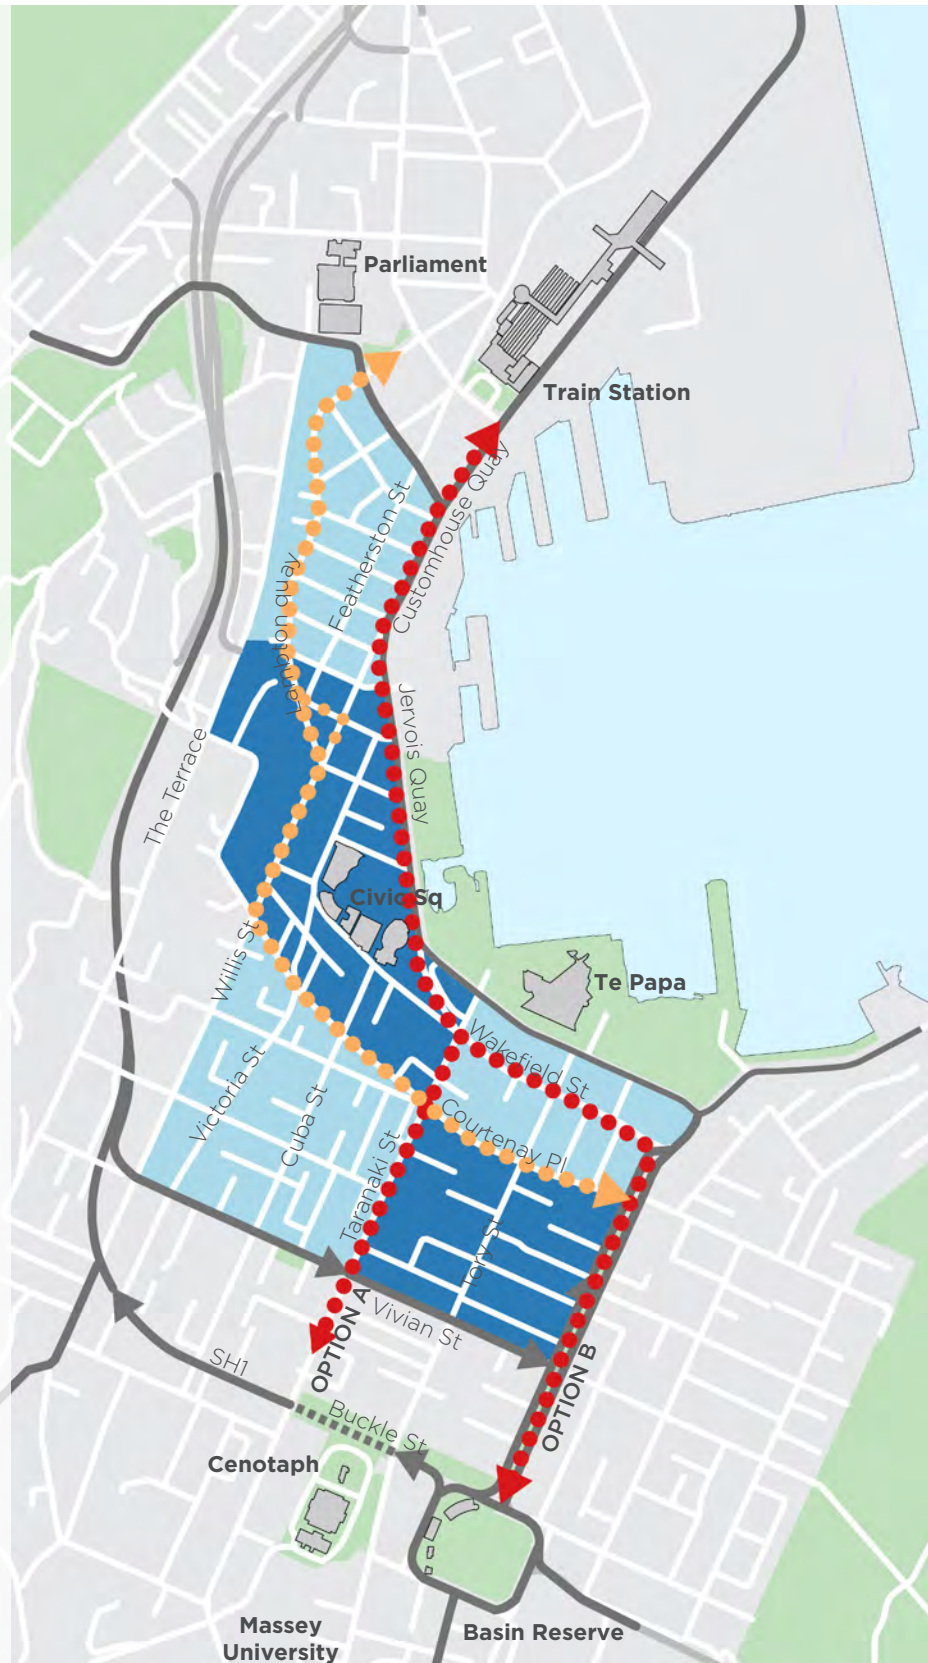 Parliament
Train Station
Customhouse Quay
Featherston St
Lambton quay
Jervois Quay
The Terrace
Civic Sq
Willis St
Te Papa
Wakefield St
Victoria St
Cuba St
Courtenay Pl
Taranaki St
Tory St
OPTION A
Vivian St
OPTION B
SH1
Buckle St
Cenotaph
Massey
University
Basin Reserve